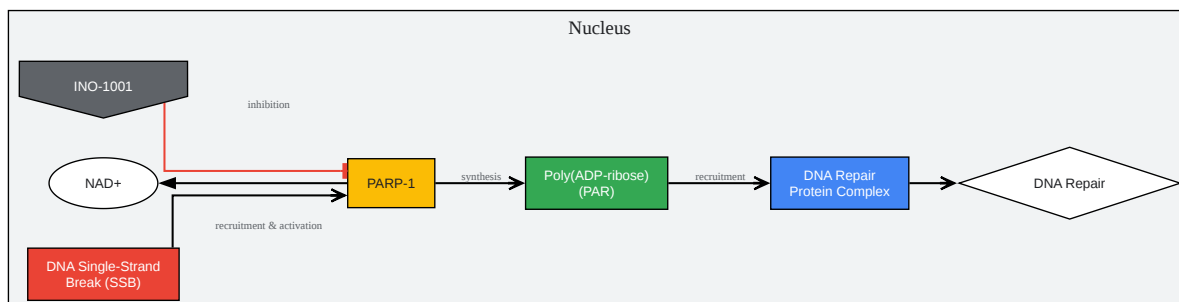 Nucleus
INO-1001
inhibition
NAD+
PARP-1
synthesis
Poly(ADP-ribose)
(PAR)
recruitment
DNA Repair
Protein Complex
DNA Repair
recruitment & activation
DNA Single-Strand
Break (SSB)